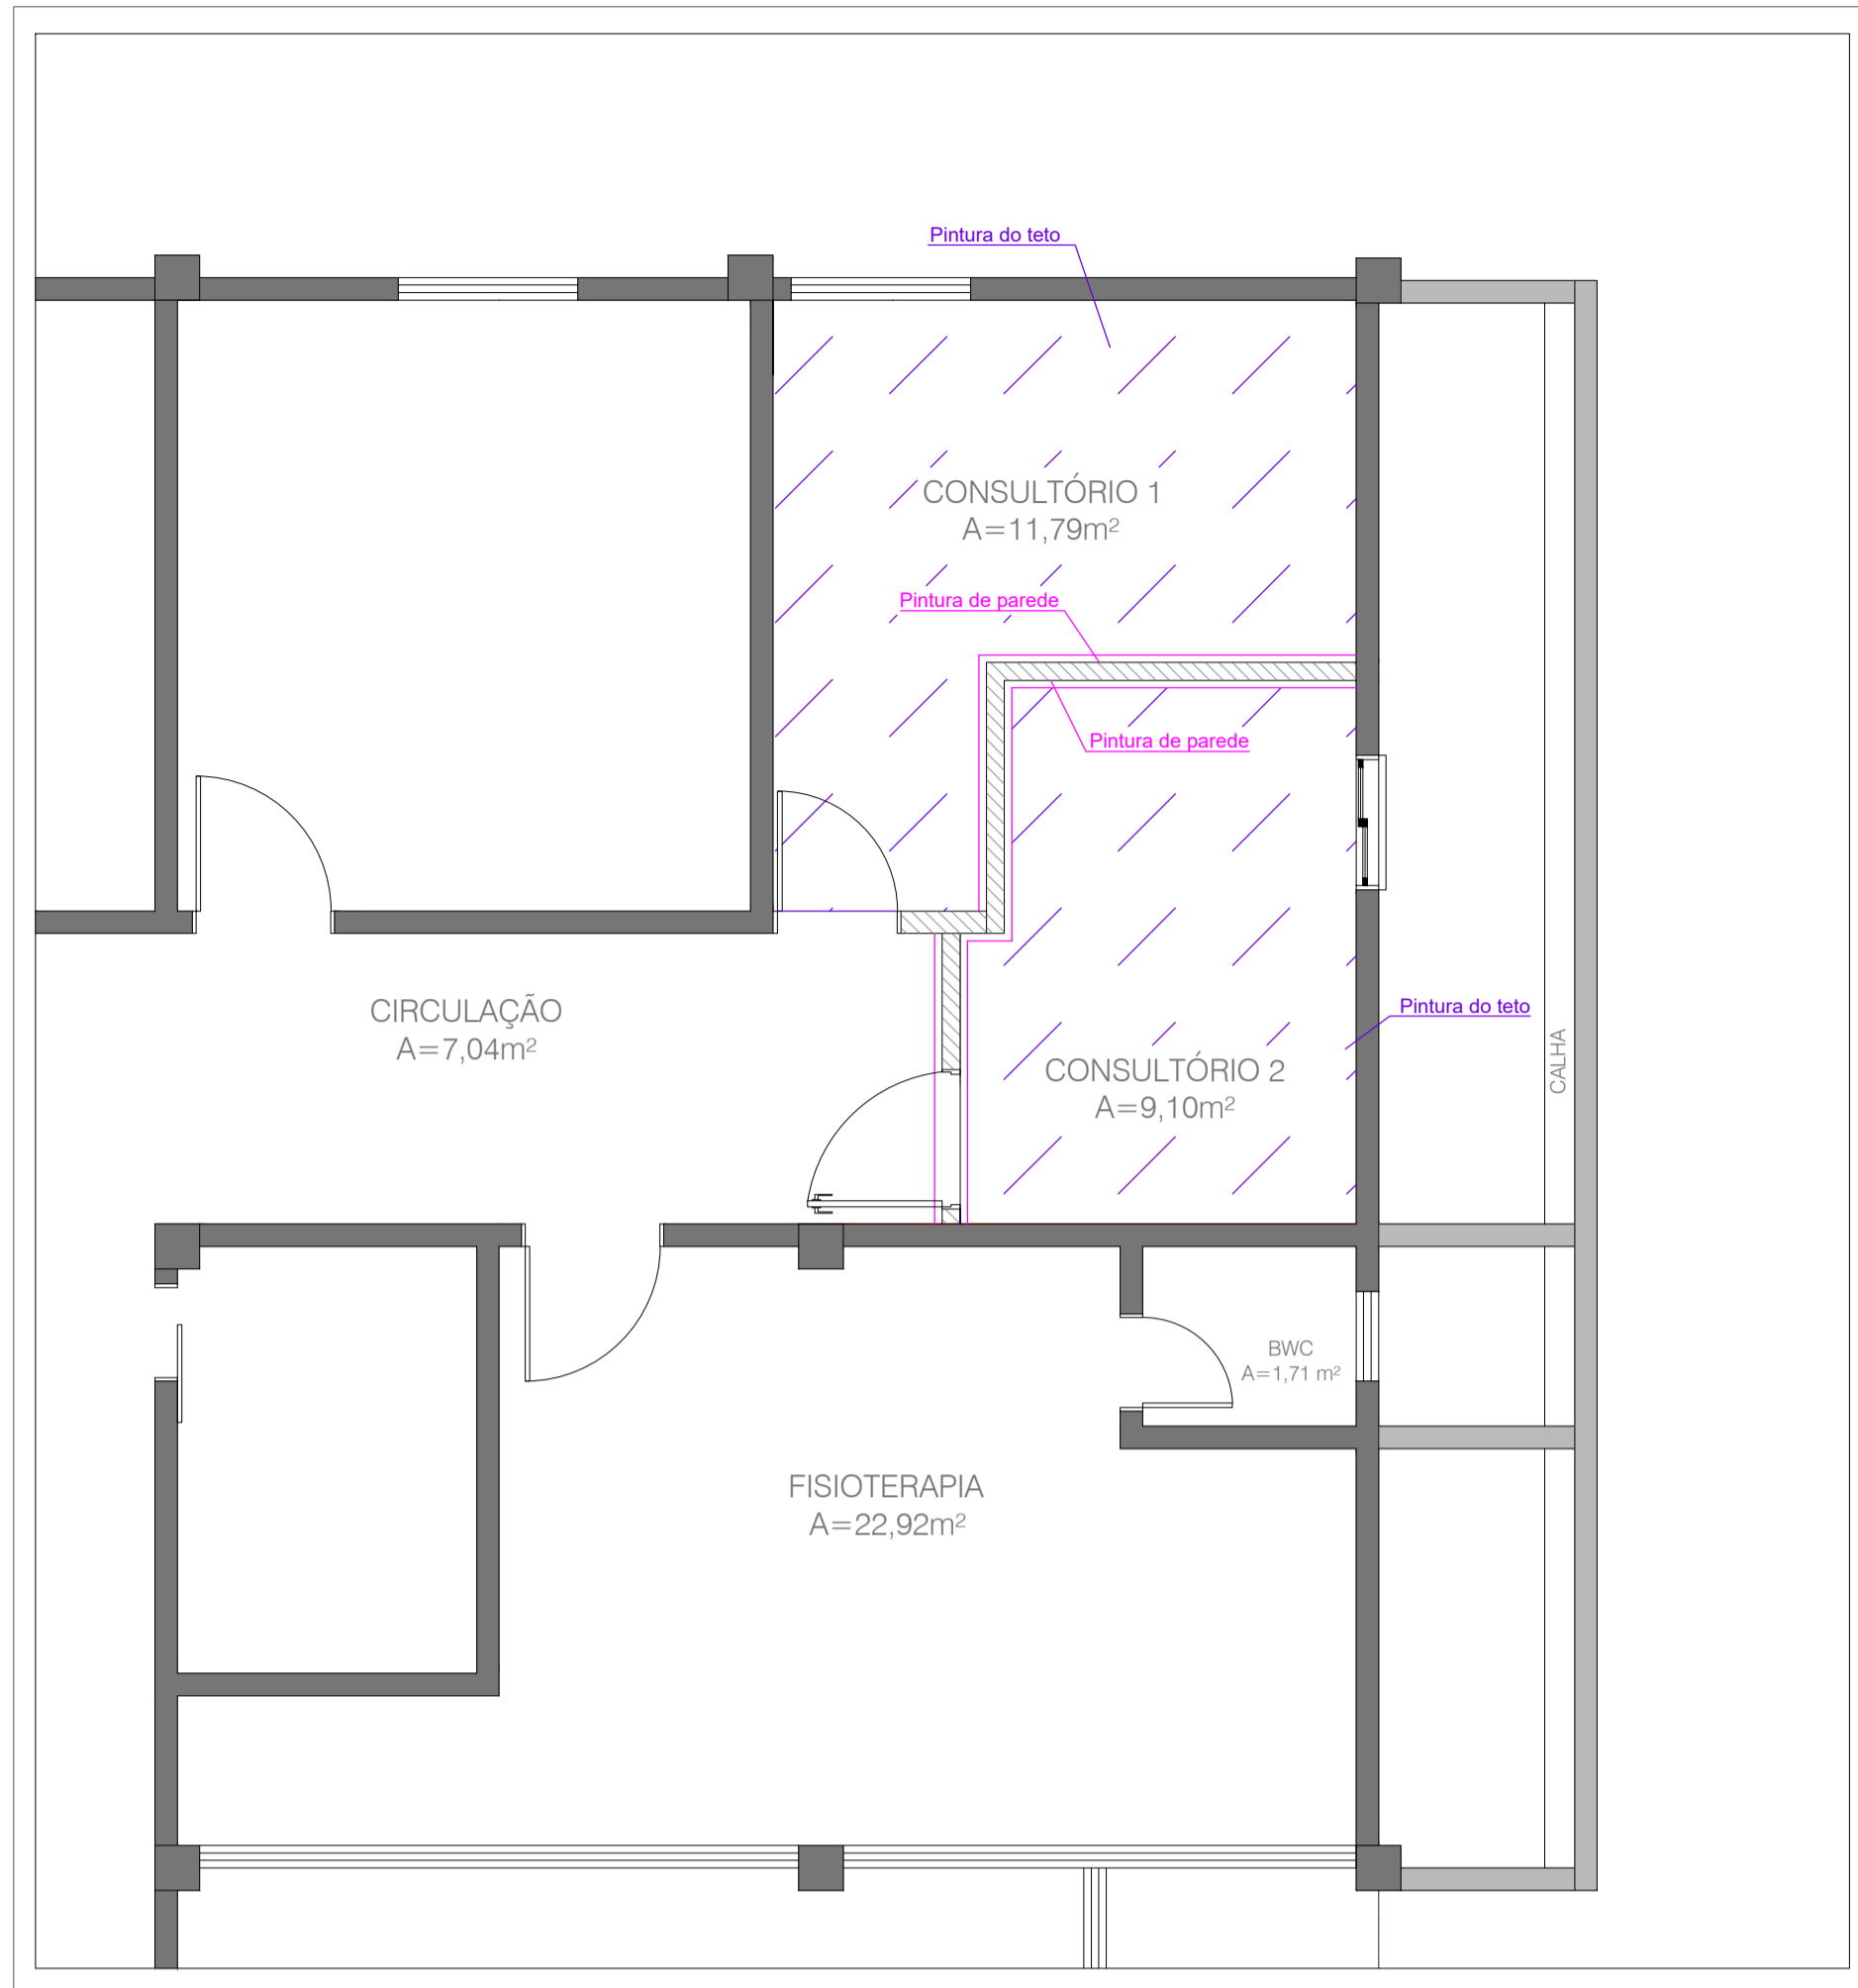 Pintura do teto
CONSULTÓRIO 1
A=11,79m²
Pintura de parede
Pintura de parede
CIRCULAÇÃO
A=7,04m²
Pintura do teto
CONSULTÓRIO 2
A=9,10m²
CALHA
BWC
A=1,71 m²
FISIOTERAPIA
A=22,92m²